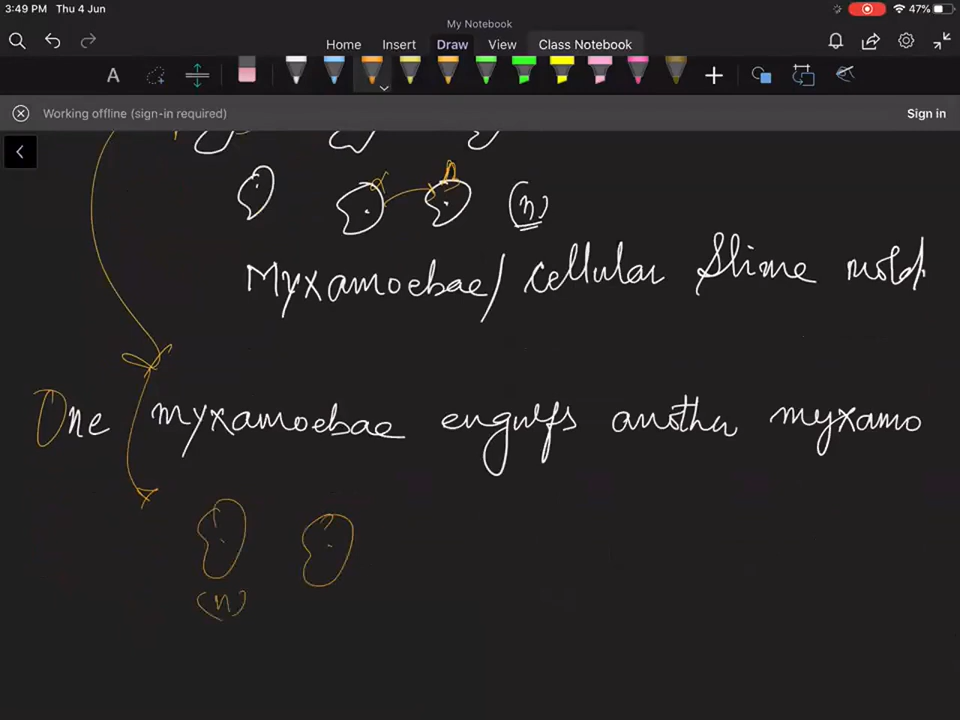 3:49 PM Thu 4 Jun
47%
My Notebook
Home Insert Draw View Class Notebook
A
Working offline (sign-in required) Sign in
(n)
Myxamoebae/cellular Slime mold
One myxamoebae engulfs another myxamo
(n)